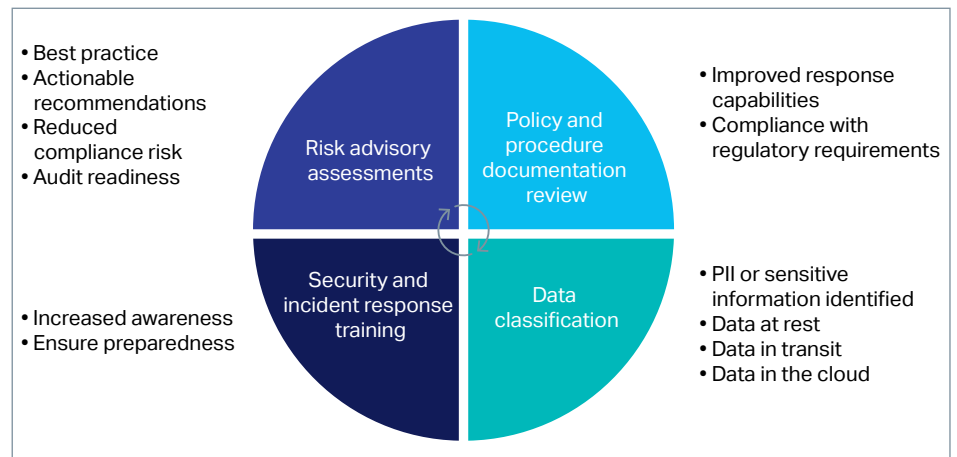 • Best practice
• Actionable
recommendations
• Reduced
compliance risk
• Audit readiness
Risk advisory
assessments
Policy and
procedure
documentation
review
• Improved response
capabilities
• Compliance with
regulatory requirements
• Increased awareness
• Ensure preparedness
Security and
incident response
training
Data
classification
• PII or sensitive
information identified
• Data at rest
• Data in transit
• Data in the cloud